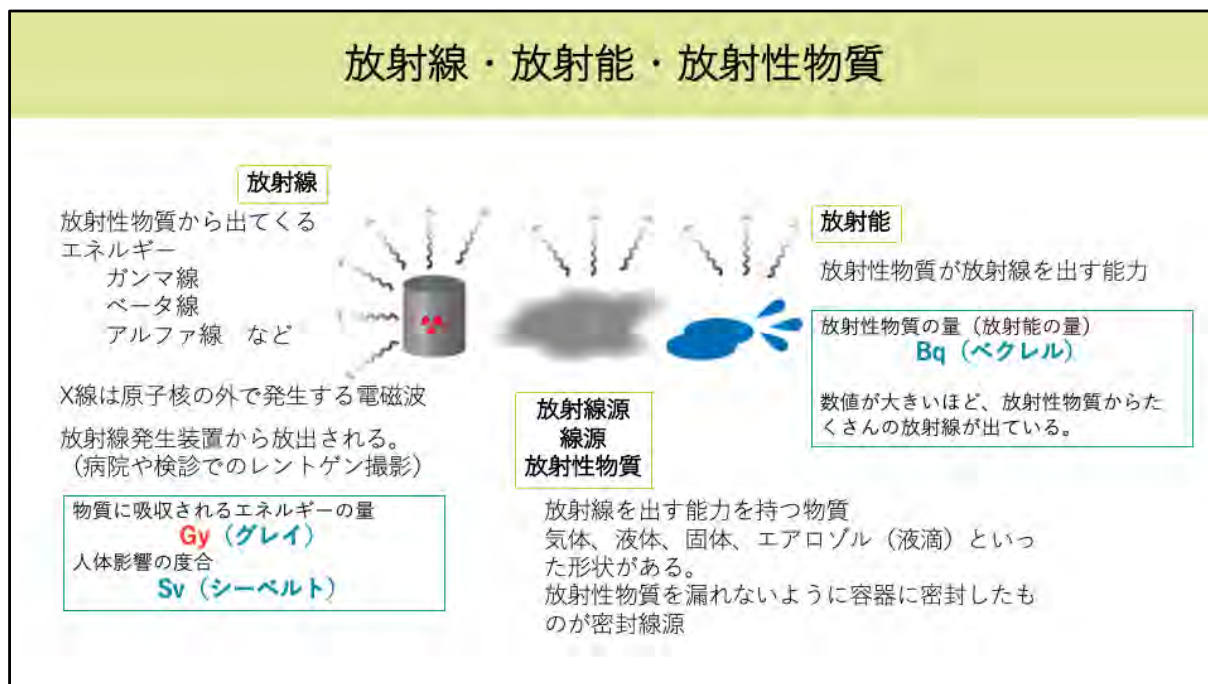 放射線・放射能・放射性物質
放射線
放射性物質から出てくる
エネルギー
ガンマ線
ベータ線
アルファ線　など
X線は原子核の外で発生する電磁波
放射線発生装置から放出される。
（病院や検診でのレントゲン撮影）
物質に吸収されるエネルギーの量
Gy（グレイ）
人体影響の度合
Sv（シーベルト）
放射線源
線源
放射性物質
放射線を出す能力を持つ物質
気体、液体、固体、エアロゾル（液滴）といっ
た形状がある。
放射性物質を漏れないように容器に密封したも
のが密封線源
放射能
放射性物質が放射線を出す能力
放射性物質の量（放射能の量）
Bq（ベクレル）
数値が大きいほど、放射性物質からた
くさんの放射線が出ている。